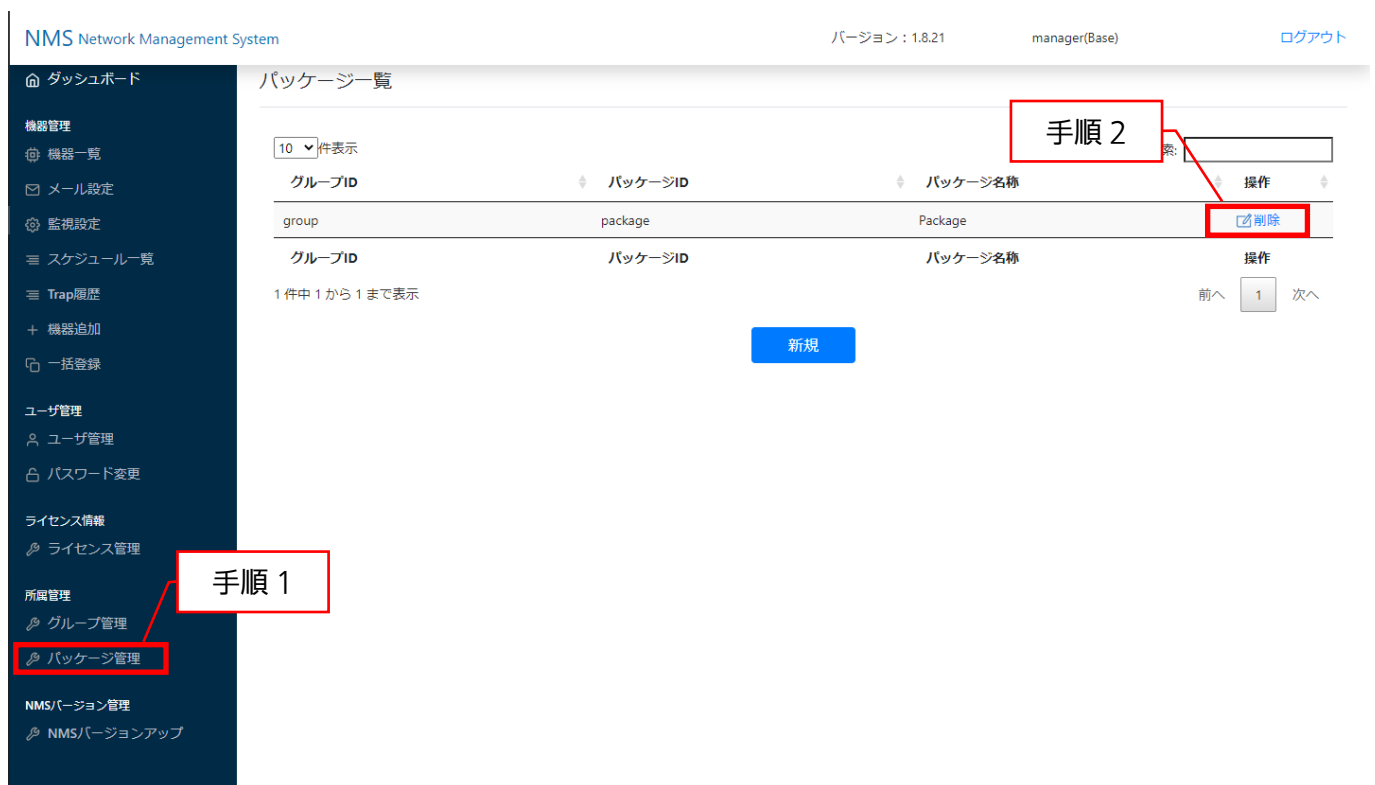 NMS Network Management System
バージョン：1.8.21
manager(Base)
ログアウト
ダッシュボード
機器管理
機器一覧
メール設定
監視設定
スケジュール一覧
Trap履歴
機器追加
一括登録
ユーザ管理
ユーザ管理
パスワード変更
ライセンス情報
ライセンス管理
所属管理
グループ管理
パッケージ管理
NMSバージョン管理
NMSバージョンアップ
手順1
パッケージ一覧
手順2
10 件表示
索:
グループID パッケージID パッケージ名称 操作
group package Package 削除
グループID パッケージID パッケージ名称 操作
1 件中 1 から 1 まで表示
前へ 1 次へ
新規